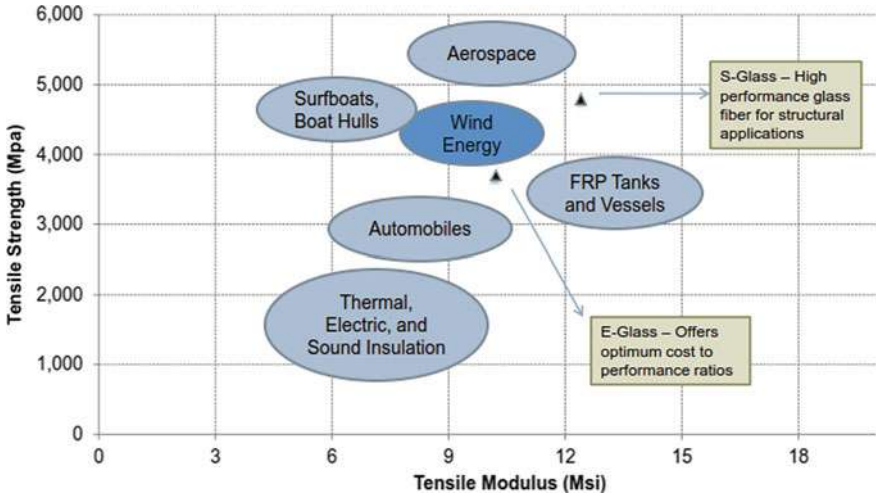 6,000
5,000
4,000
3,000
2,000
1,000
0
Tensile Strength (Mpa)
Aerospace
Surfboats,
Boat Hulls
Wind
Energy
FRP Tanks
and Vessels
Automobiles
Thermal,
Electric, and
Sound Insulation
S-Glass – High
performance glass
fiber for structural
applications
E-Glass – Offers
optimum cost to
performance ratios
0 3 6 9 12 15 18
Tensile Modulus (Msi)